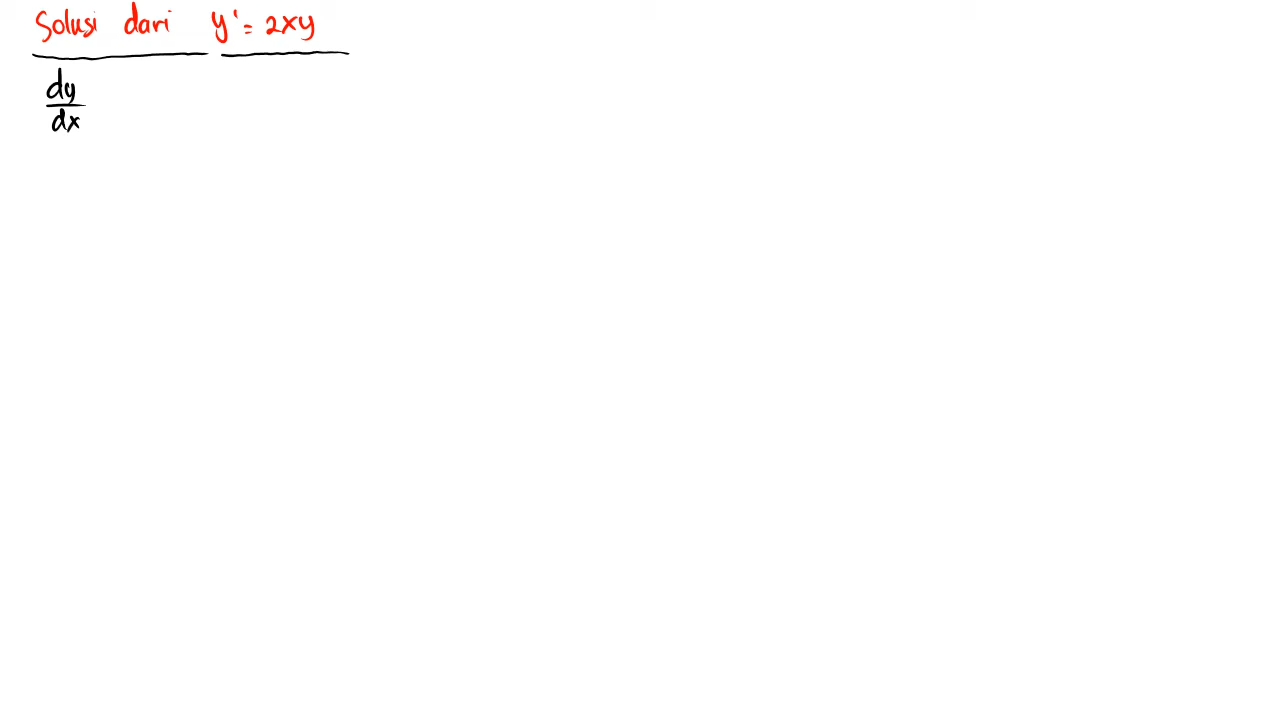 Solusi dari y' = 2xy
dy
dx